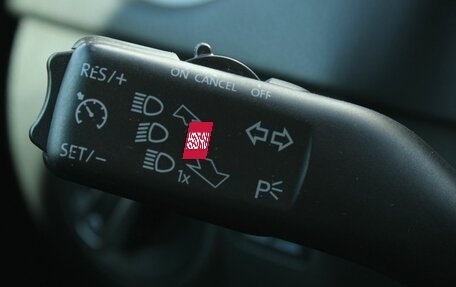 RES/+
ON CANCEL OFF
SET/-
1x
P